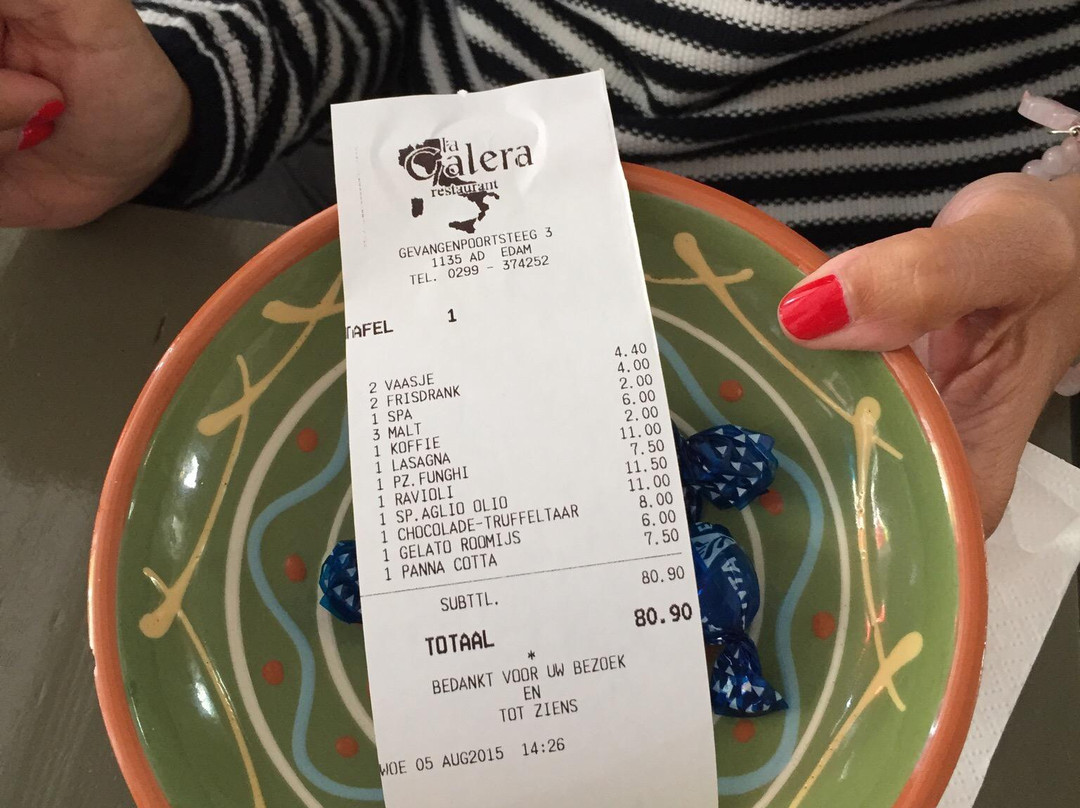 La
Galera
restaurant
GEVANGENPOORTSTEEG 3
1135 AD EDAM
TEL. 0299 - 374252
TAFEL 1
2 VAASJE 4.40
2 FRISDRANK 4.00
1 SPA 2.00
3 MALT 6.00
1 KOFFIE 2.00
1 LASAGNA 11.00
1 PZ.FUNGHI 7.50
1 RAVIOLI 11.50
1 SP.AGLIO OLIO 11.00
1 CHOCOLADE-TRUFFELTAAR 8.00
1 GELATO ROOMIJS 6.00
1 PANNA COTTA 7.50
SUBTTL. 80.90
TOTAAL 80.90
*
BEDANKT VOOR UW BEZOEK
EN
TOT ZIENS
WOE 05 AUG2015 14:26